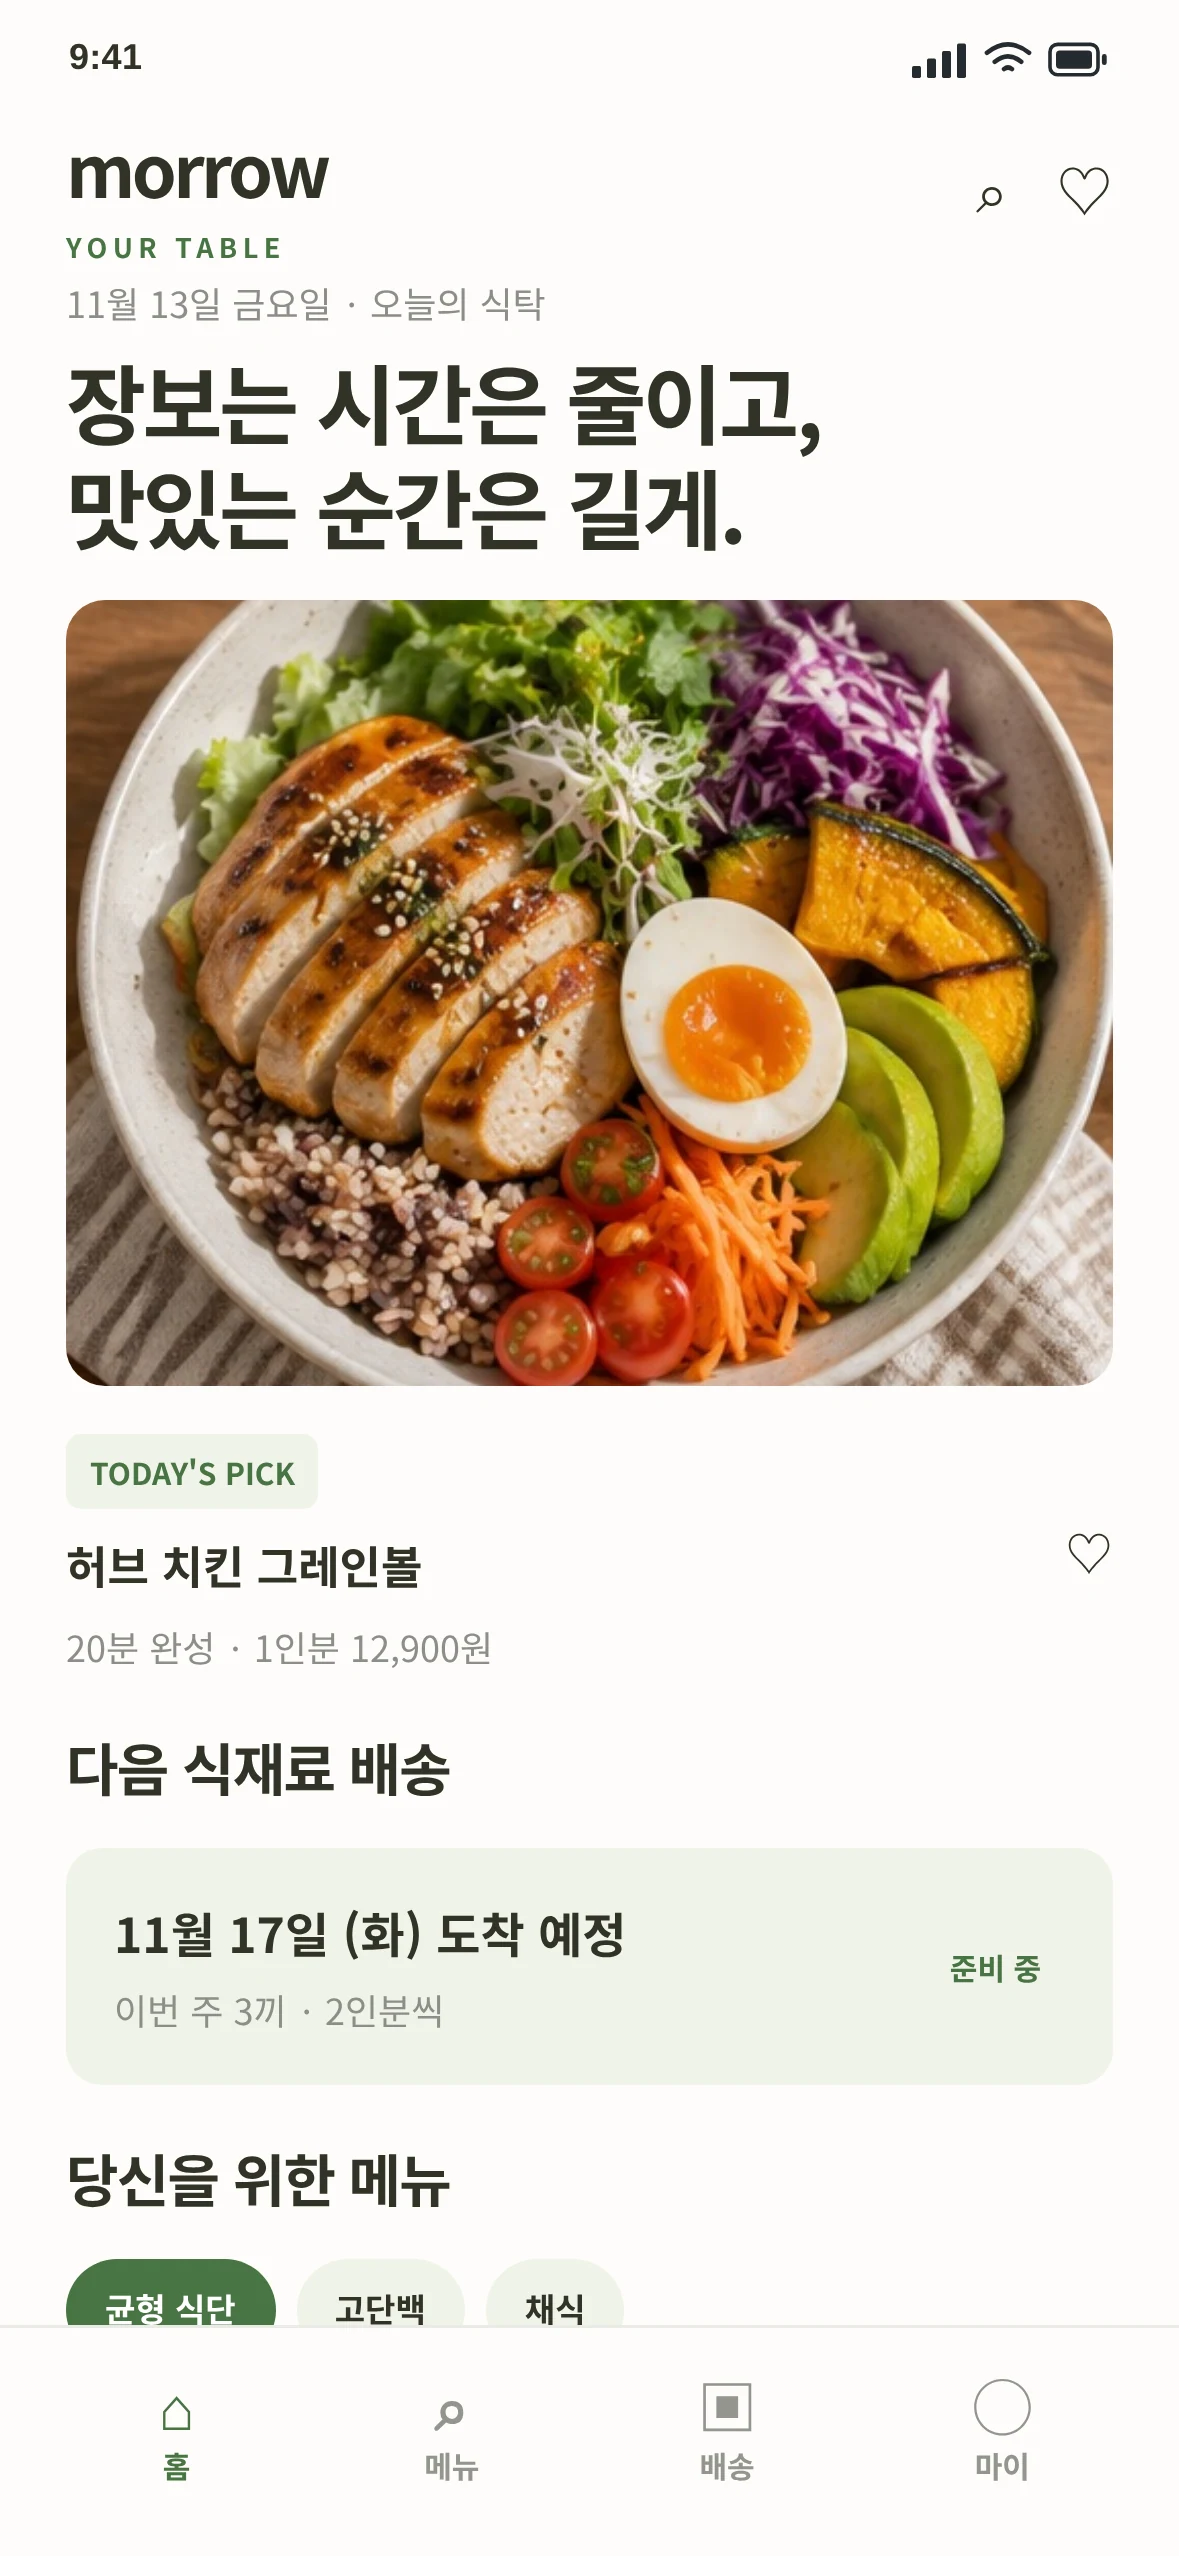 9:41
morrow
YOUR TABLE
11월 13일 금요일 · 오늘의 식탁
장보는 시간은 줄이고,
맛있는 순간은 길게.
TODAY'S PICK
허브 치킨 그레인볼
20분 완성 · 1인분 12,900원
다음 식재료 배송
11월 17일 (화) 도착 예정
준비 중
이번 주 3끼 · 2인분씩
당신을 위한 메뉴
균형 식단 고단백 채식
홈 메뉴 배송 마이